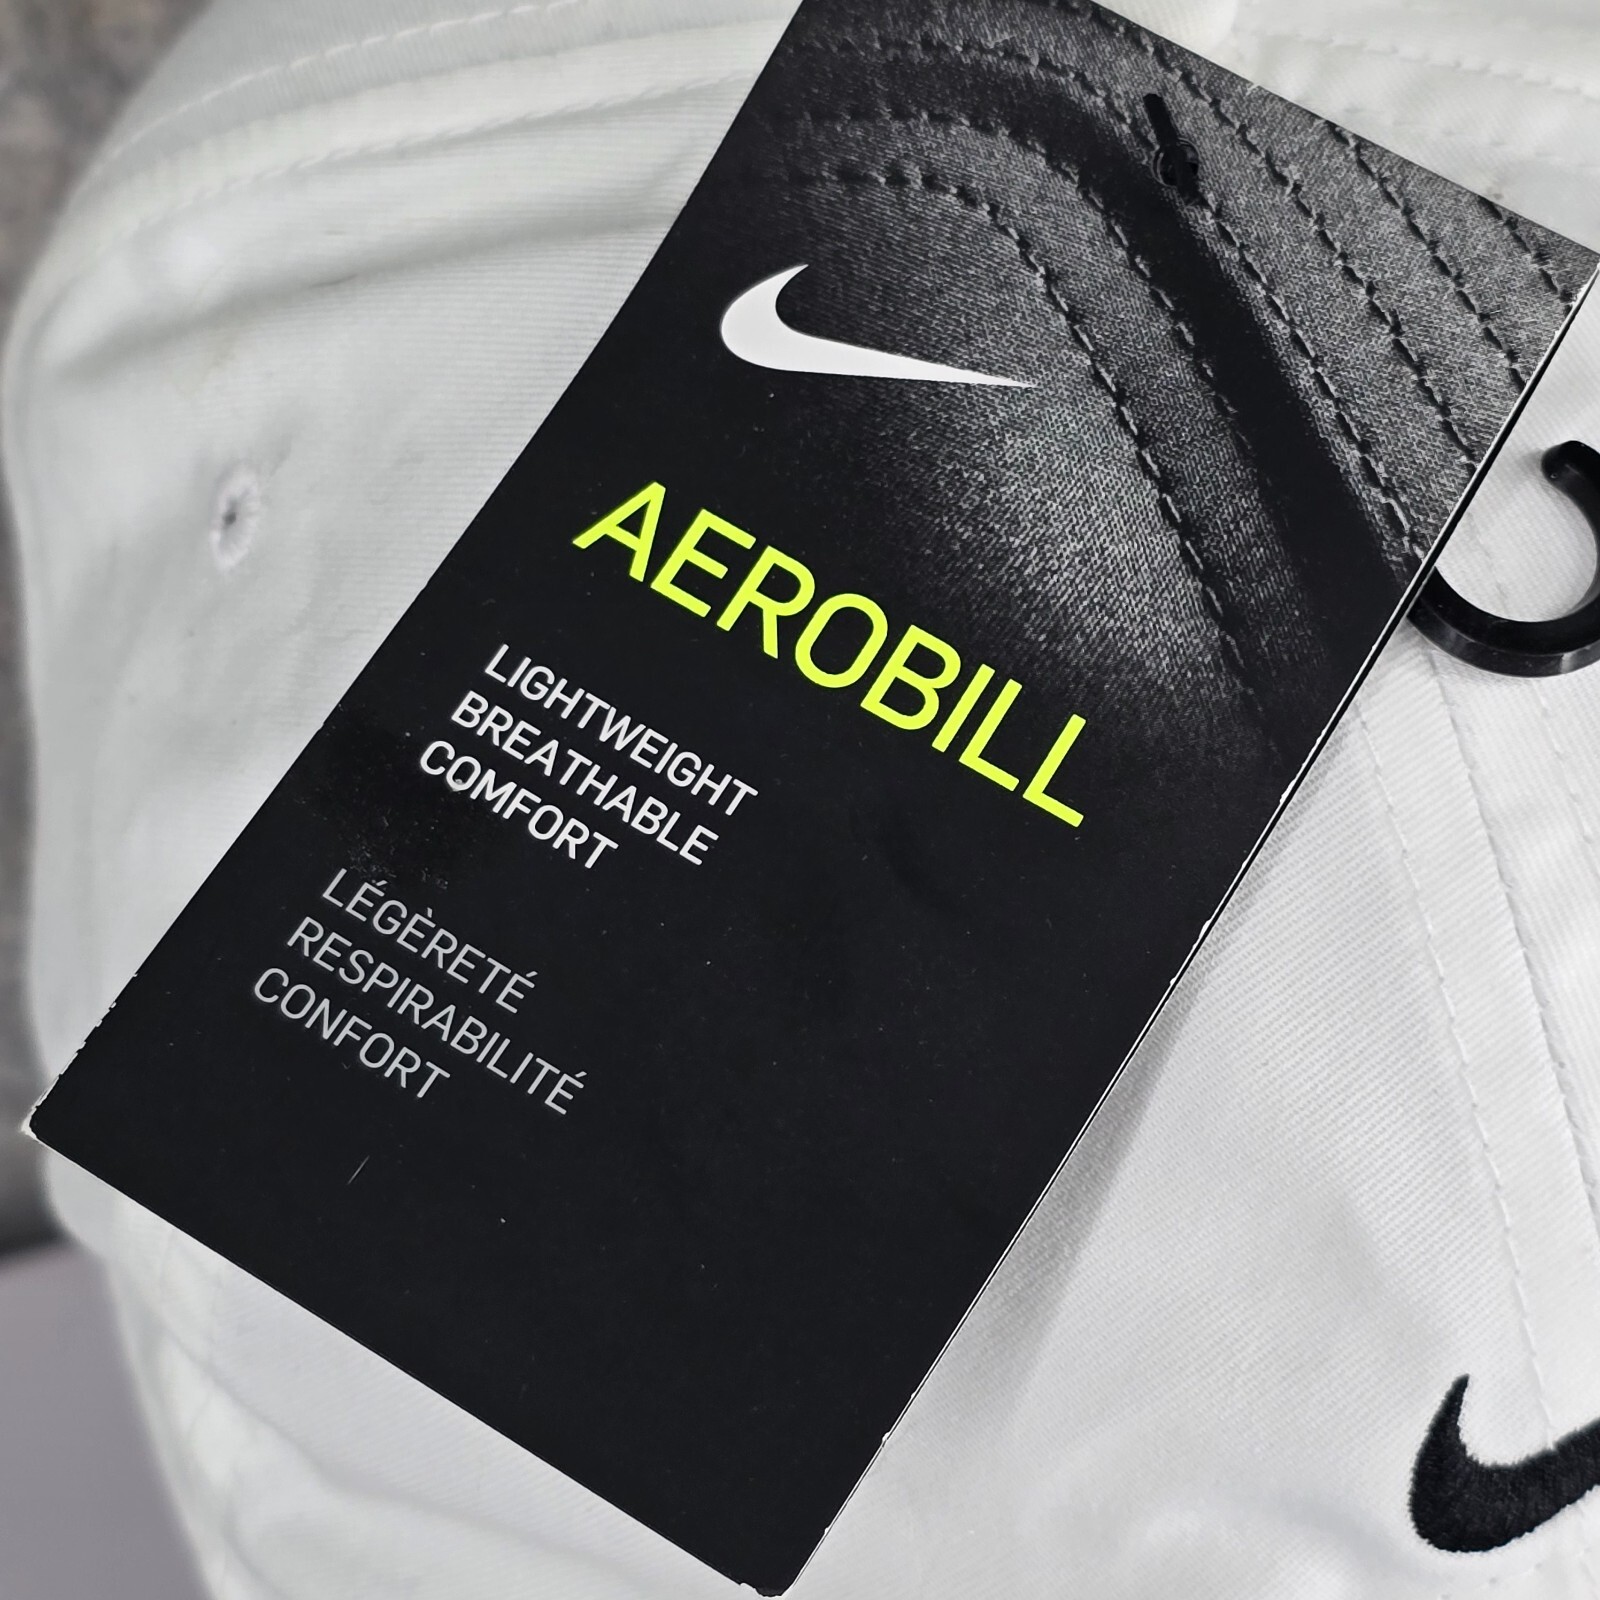 AEROBILL
LIGHTWEIGHT
BREATHABLE
COMFORT
LÉGÈRETÉ
RESPIRABILITÉ
CONFORT